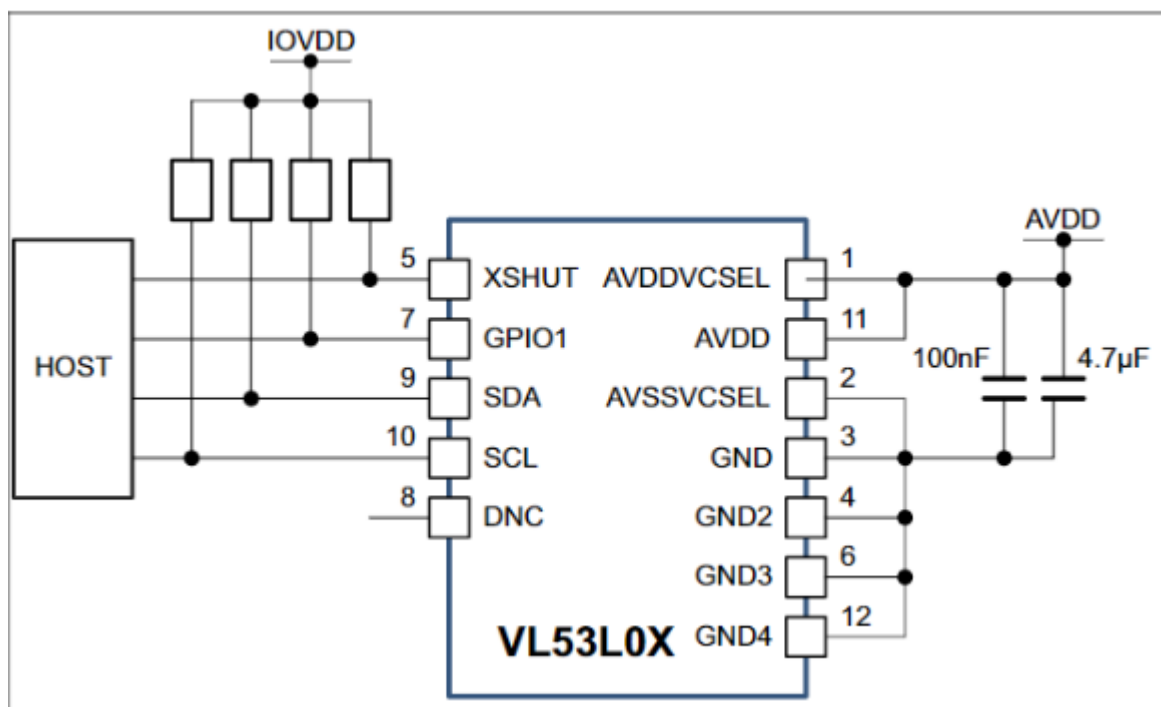 IOVDD
AVDD
HOST
5 XSHUT AVDDVCSEL 1
7 GPIO1 AVDD 11
100nF 4.7µF
9 SDA AVSSVCSEL 2
10 SCL GND 3
8 DNC GND2 4
GND3 6
VL53L0X GND4 12